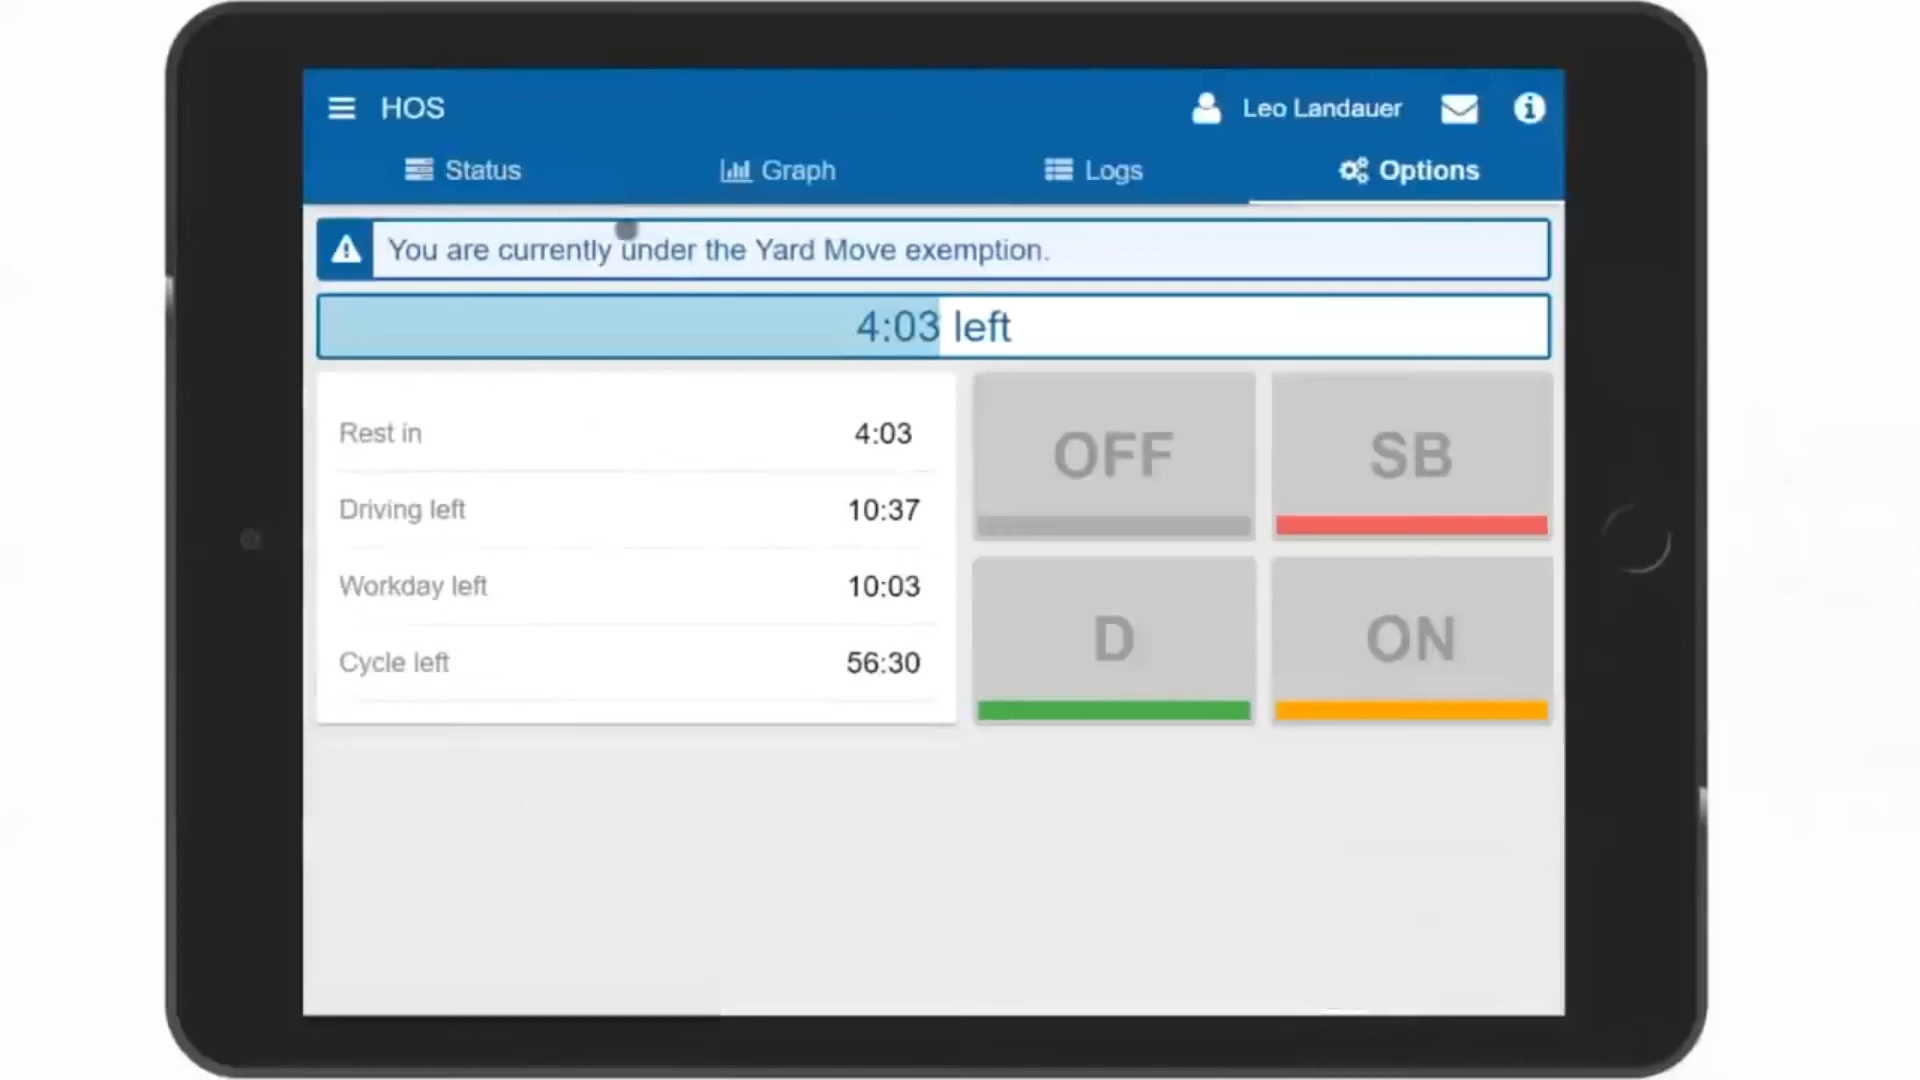 HOS
Leo Landauer
Status
Graph
Logs
Options
You are currently under the Yard Move exemption.
4:03 left
Rest in 4:03
Driving left 10:37
Workday left 10:03
Cycle left 56:30
OFF
SB
D
ON